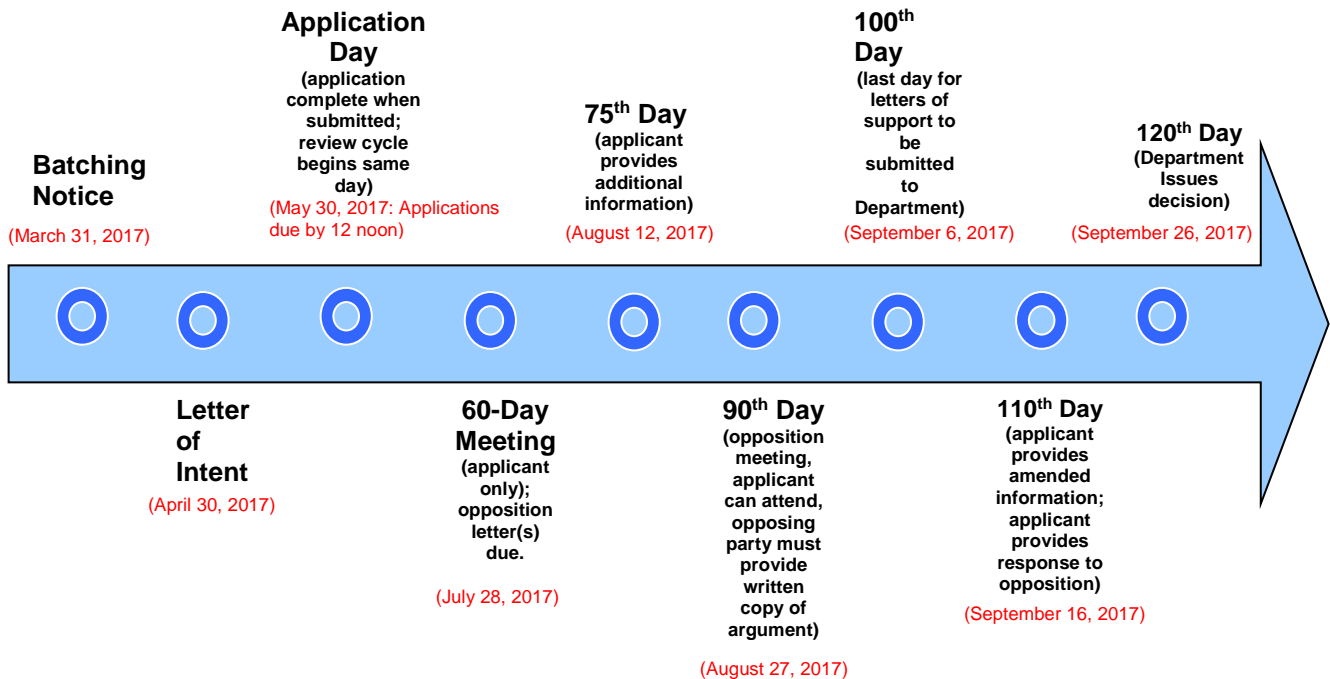 Batching
Notice
(March 31, 2017)
Letter
of
Intent
(April 30, 2017)
Application
Day
(application
complete when
submitted;
review cycle
begins same
day)
(May 30, 2017: Applications
due by 12 noon)
60-Day
Meeting
(applicant
only);
opposition
letter(s)
due.
(July 28, 2017)
75th Day
(applicant
provides
additional
information)
(August 12, 2017)
90th Day
(opposition
meeting,
applicant
can attend,
opposing
party must
provide
written
copy of
argument)
(August 27, 2017)
100th
Day
(last day for
letters of
support to
be
submitted
to
Department)
(September 6, 2017)
110th Day
(applicant
provides
amended
information;
applicant
provides
response to
opposition)
(September 16, 2017)
120th Day
(Department
Issues
decision)
(September 26, 2017)